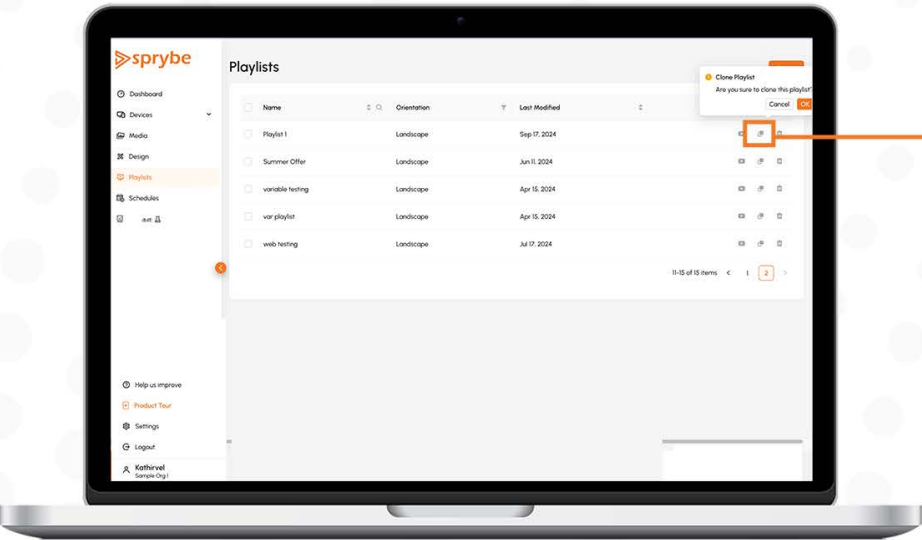 sprybe
Dashboard
Devices
Media
Design
Playlists
Schedules
Help us improve
Product Tour
Settings
Logout
Kathirvel
Sample Org 1
Playlists
Clone Playlist
Are you sure to clone this playlist?
Cancel OK
Name Orientation Last Modified
Playlist 1 Landscape Sep 17, 2024
Summer Offer Landscape Jun 11, 2024
variable testing Landscape Apr 15, 2024
var playlist Landscape Apr 15, 2024
web testing Landscape Jul 17, 2024
11-15 of 15 items < 1 2 >